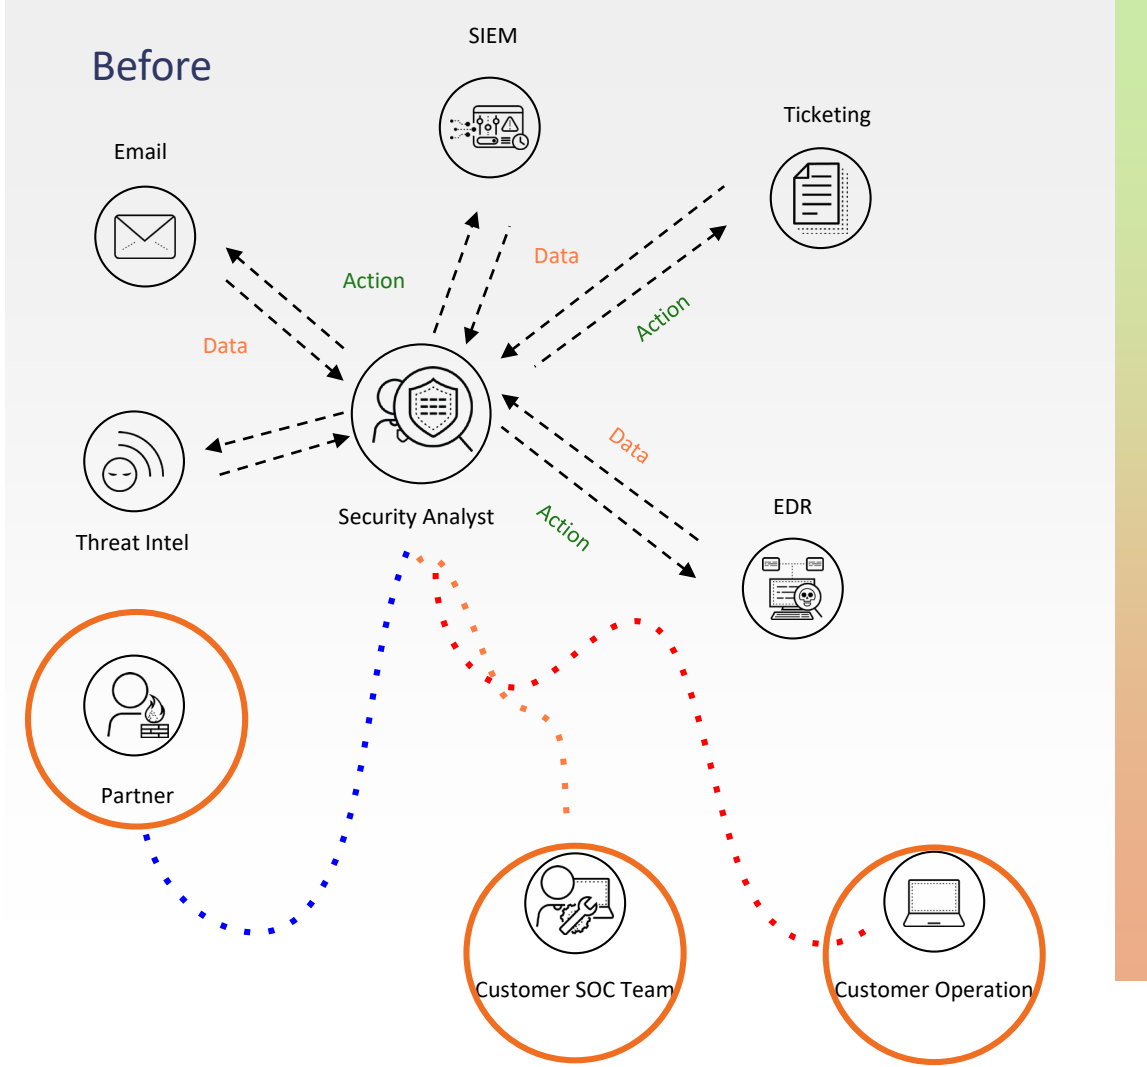 Before
SIEM
Ticketing
Email
Data
Action
Action
Data
Data
Action
EDR
Security Analyst
Threat Intel
Partner
Customer SOC Team
Customer Operation